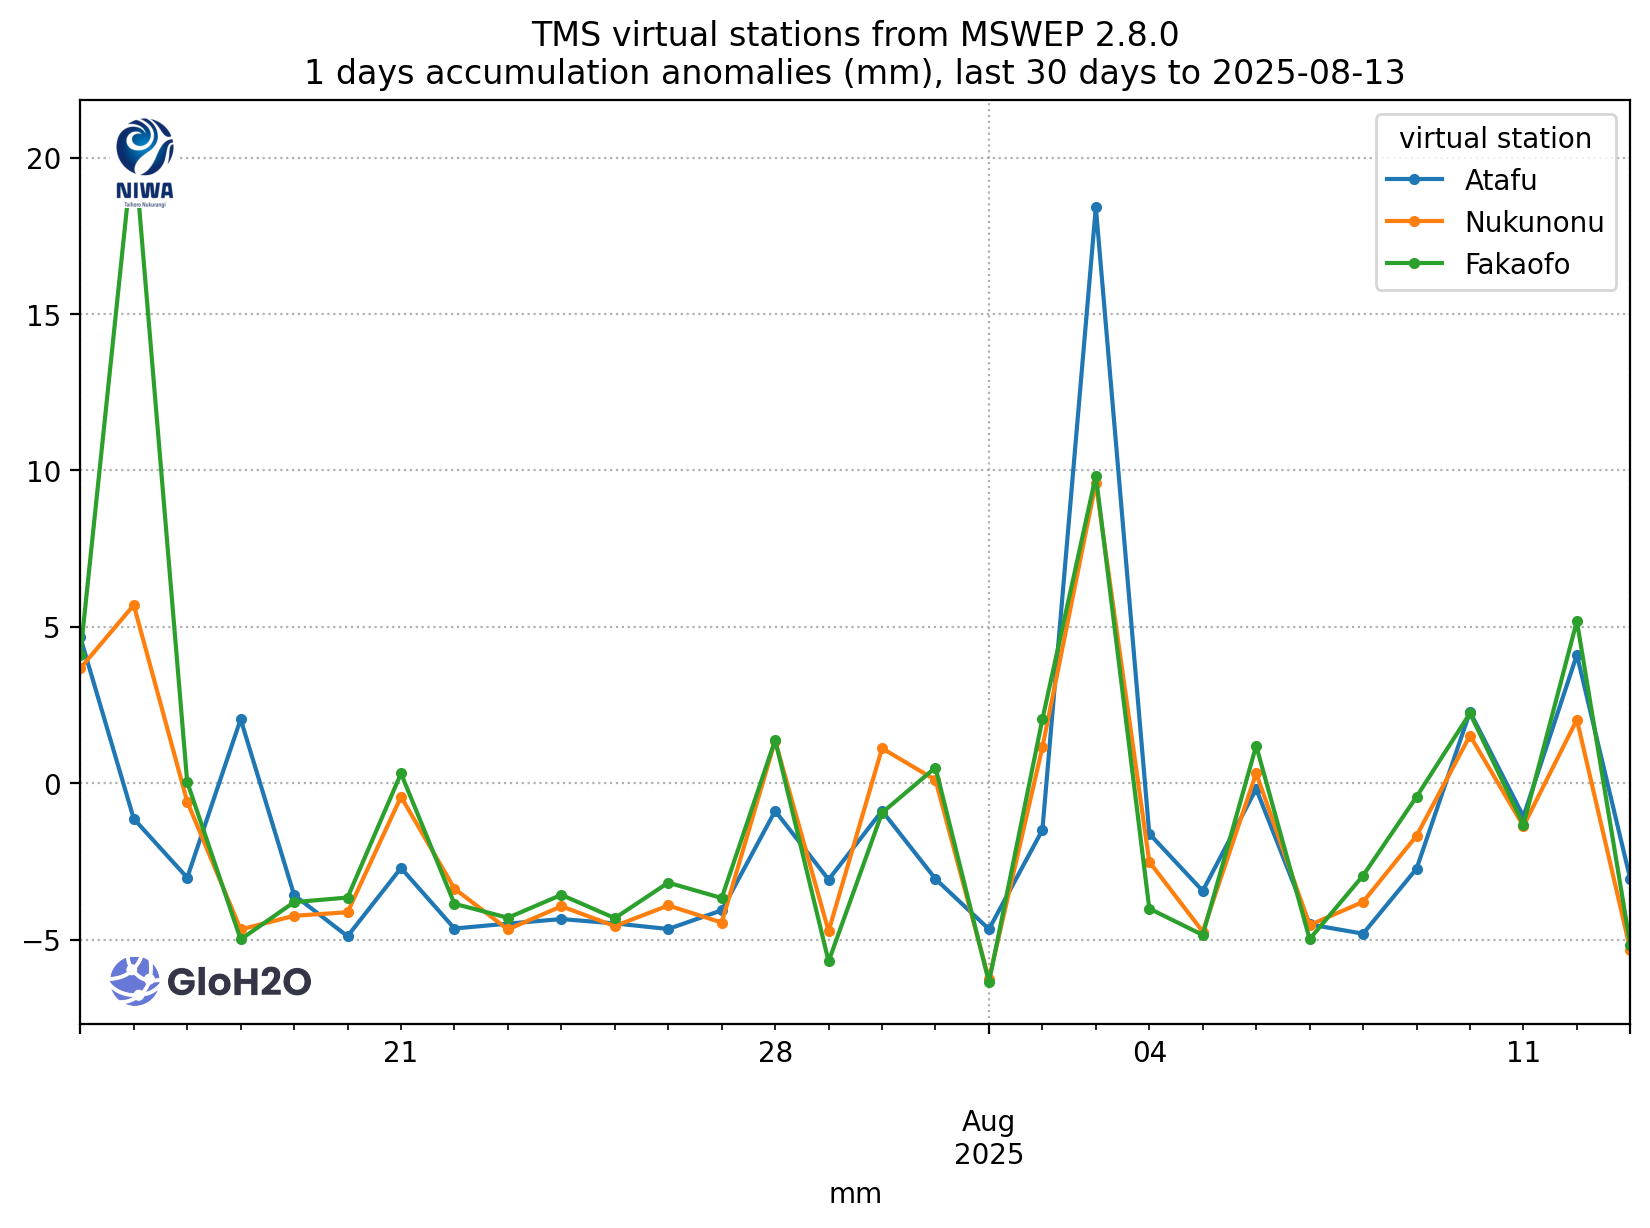 TMS virtual stations from MSWEP 2.8.0
1 days accumulation anomalies (mm), last 30 days to 2025-08-13
NIWA
Taihoro Nukurangi
virtual station
Atafu
Nukunonu
Fakaofo
20
15
10
5
0
−5
GloH2O
21
28
04
11
Aug
2025
mm